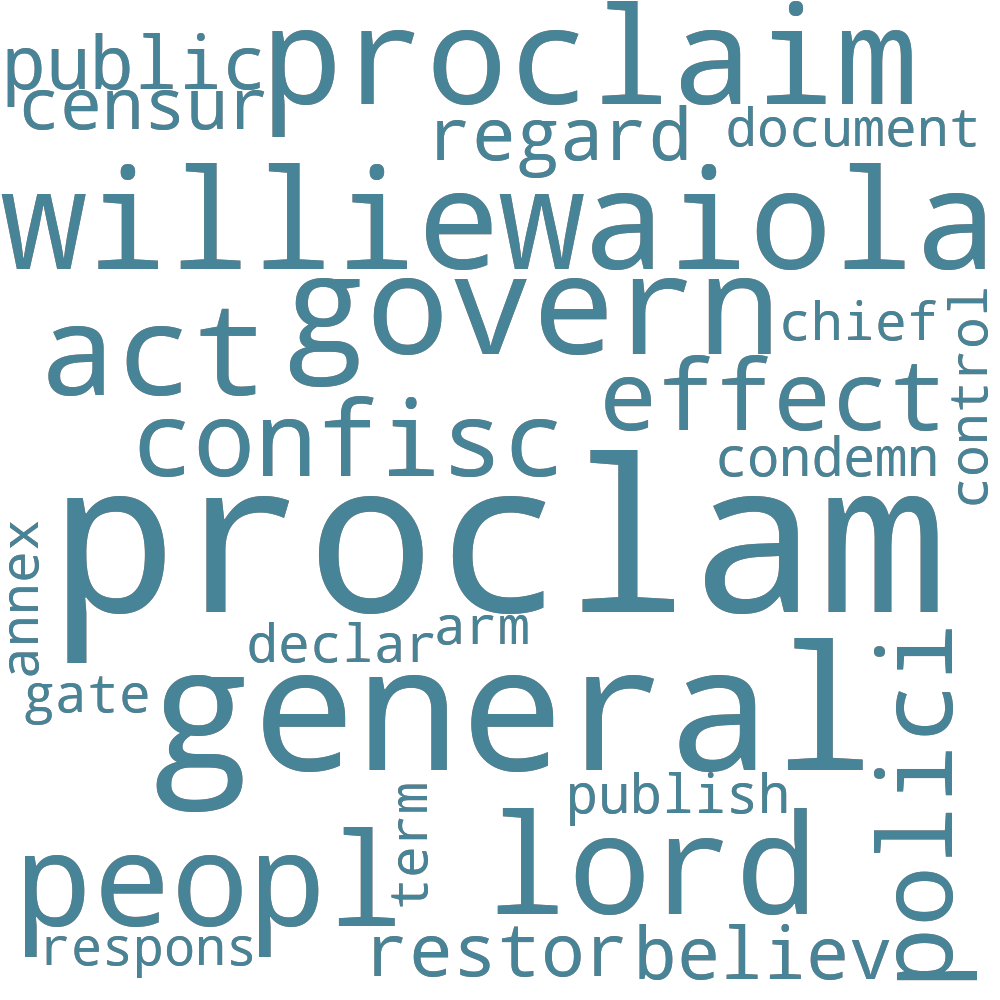 public proclaim
censur
regard document
williewaiola
govern
act
chief
control
effect
confisc
condemn
proclam
annex
declar arm
gate
general
polici
publish
term
peopl lord
respons restor believ